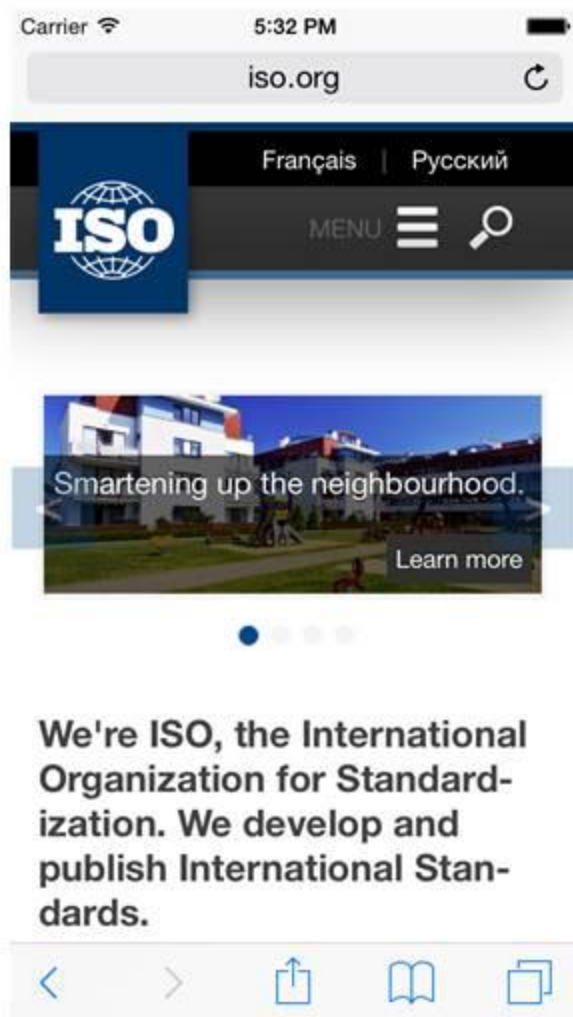 Carrier 5:32 PM
iso.org
Français | Русский
ISO
MENU
Smartening up the neighbourhood.
Learn more
We're ISO, the International
Organization for Standard-
ization. We develop and
publish International Stan-
dards.